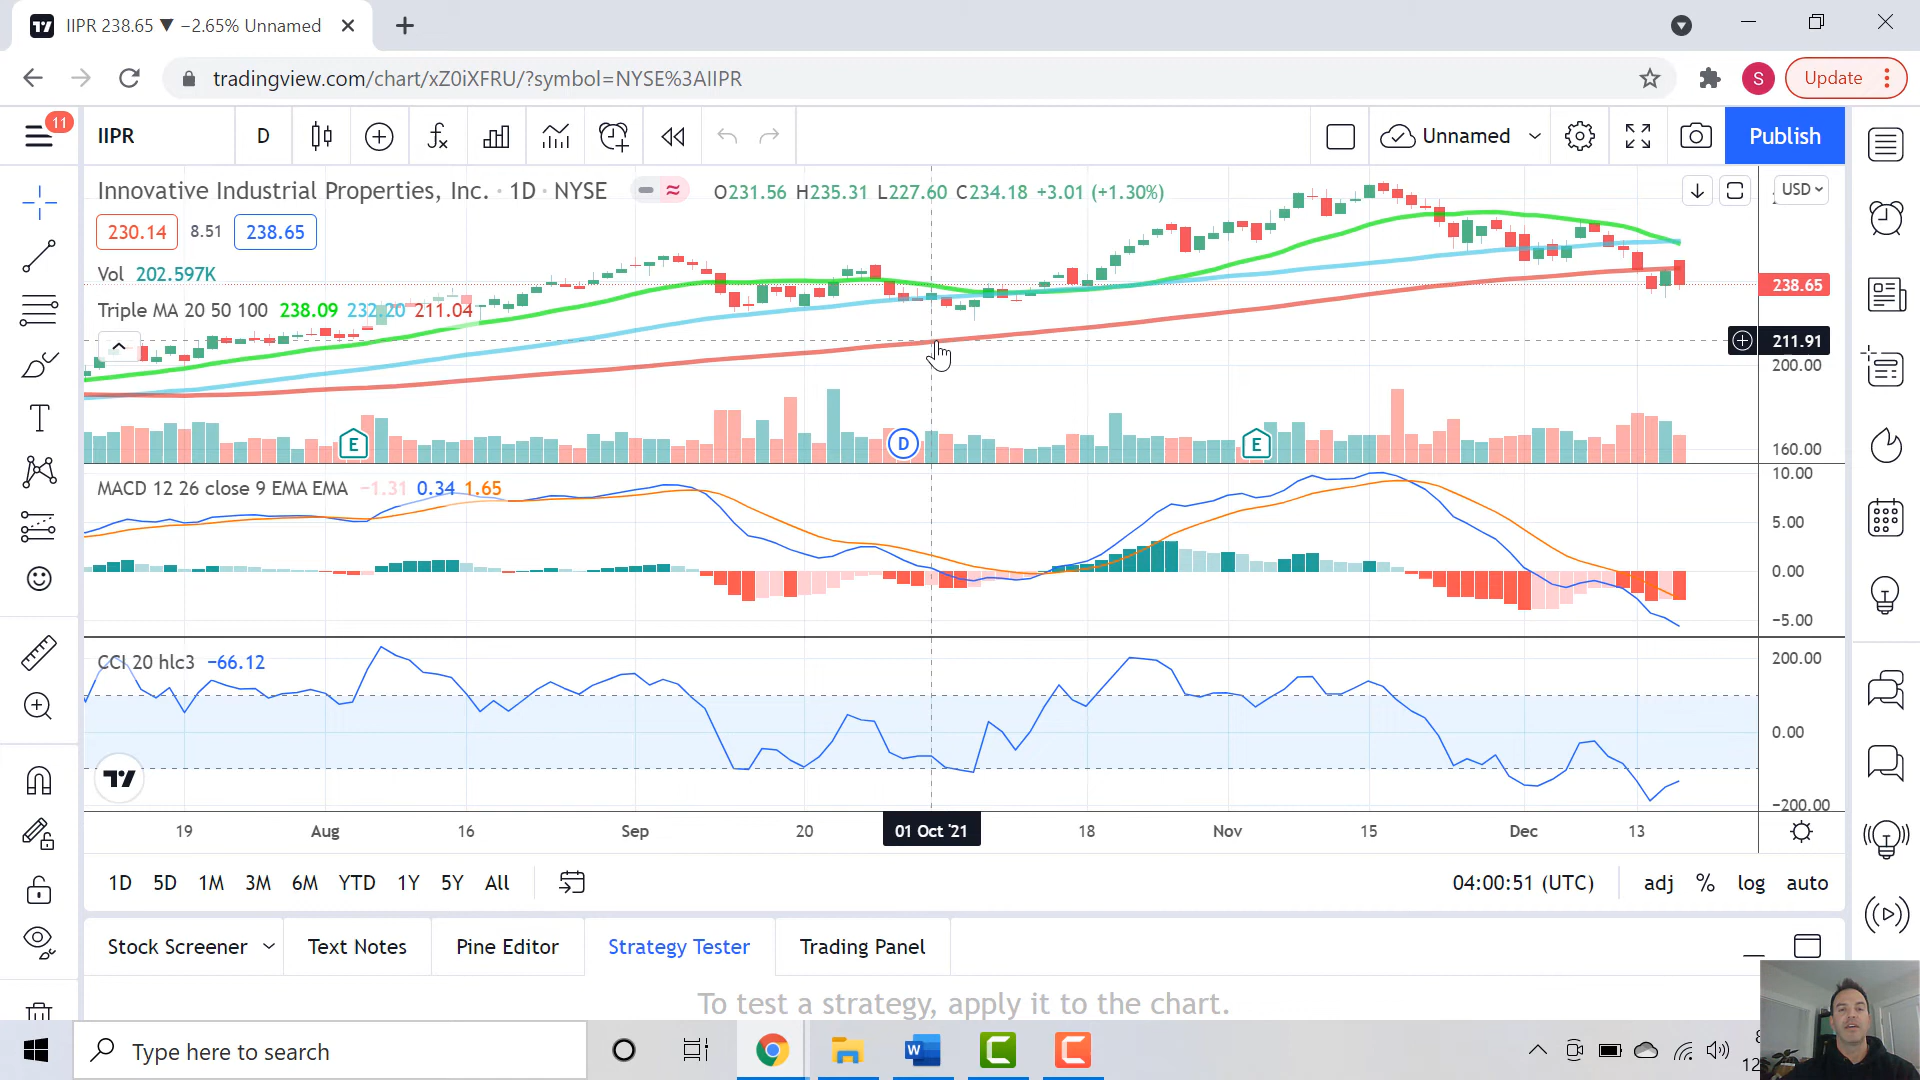 IIPR 238.65 ▼ −2.65% Unnamed
tradingview.com/chart/xZ0iXFRU/?symbol=NYSE%3AIIPR
S
Update
11
IIPR
D
Unnamed
Publish
Innovative Industrial Properties, Inc. · 1D · NYSE
O231.56 H235.31 L227.60 C234.18 +3.01 (+1.30%)
USD
230.14
8.51
238.65
Vol 202.597K
Triple MA 20 50 100 238.09 232.20 211.04
238.65
211.91
200.00
160.00
E
D
E
MACD 12 26 close 9 EMA EMA −1.31 0.34 1.65
10.00
5.00
0.00
−5.00
CCI 20 hlc3 −66.12
200.00
0.00
−200.00
19
Aug
16
Sep
20
01 Oct '21
18
Nov
15
Dec
13
1D 5D 1M 3M 6M YTD 1Y 5Y All
04:00:51 (UTC)
adj % log auto
Stock Screener
Text Notes
Pine Editor
Strategy Tester
Trading Panel
To test a strategy, apply it to the chart.
Type here to search